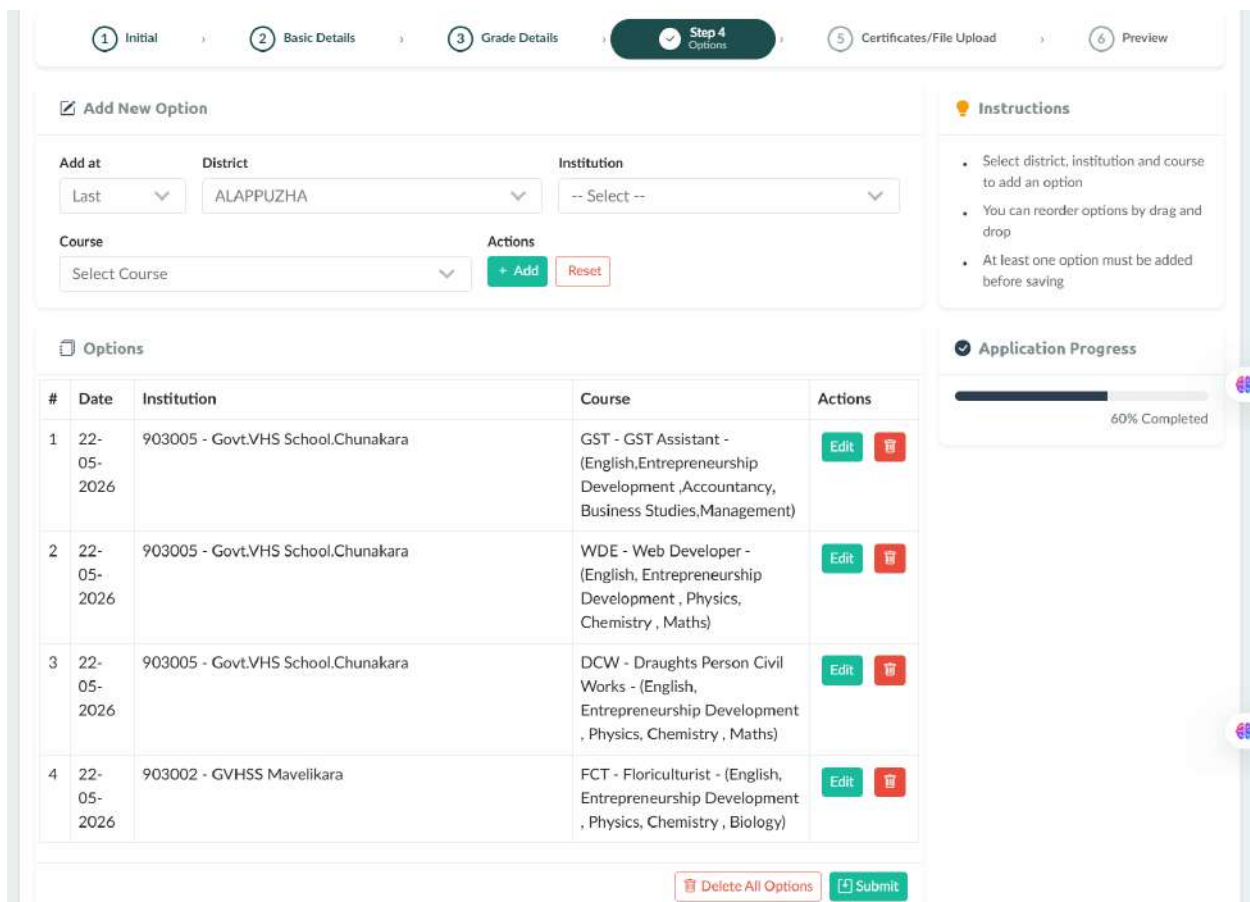 1 Initial › 2 Basic Details › 3 Grade Details › Step 4 › 5 Certificates/File Upload › 6 Preview
Options
Add New Option
Add at District Institution
Last ALAPPUZHA -- Select --
Course Actions
Select Course + Add Reset
Instructions
• Select district, institution and course
to add an option
• You can reorder options by drag and
drop
• At least one option must be added
before saving
Options
# Date Institution Course Actions
1 22- 903005 - Govt.VHS School.Chunakara GST - GST Assistant - Edit
05- (English,Entrepreneurship
2026 Development ,Accountancy,
Business Studies,Management)
2 22- 903005 - Govt.VHS School.Chunakara WDE - Web Developer - Edit
05- (English, Entrepreneurship
2026 Development , Physics,
Chemistry , Maths)
3 22- 903005 - Govt.VHS School.Chunakara DCW - Draughts Person Civil Edit
05- Works - (English,
2026 Entrepreneurship Development
, Physics, Chemistry , Maths)
4 22- 903002 - GVHSS Mavelikara FCT - Floriculturist - (English, Edit
05- Entrepreneurship Development
2026 , Physics, Chemistry , Biology)
Delete All Options Submit
Application Progress
60% Completed